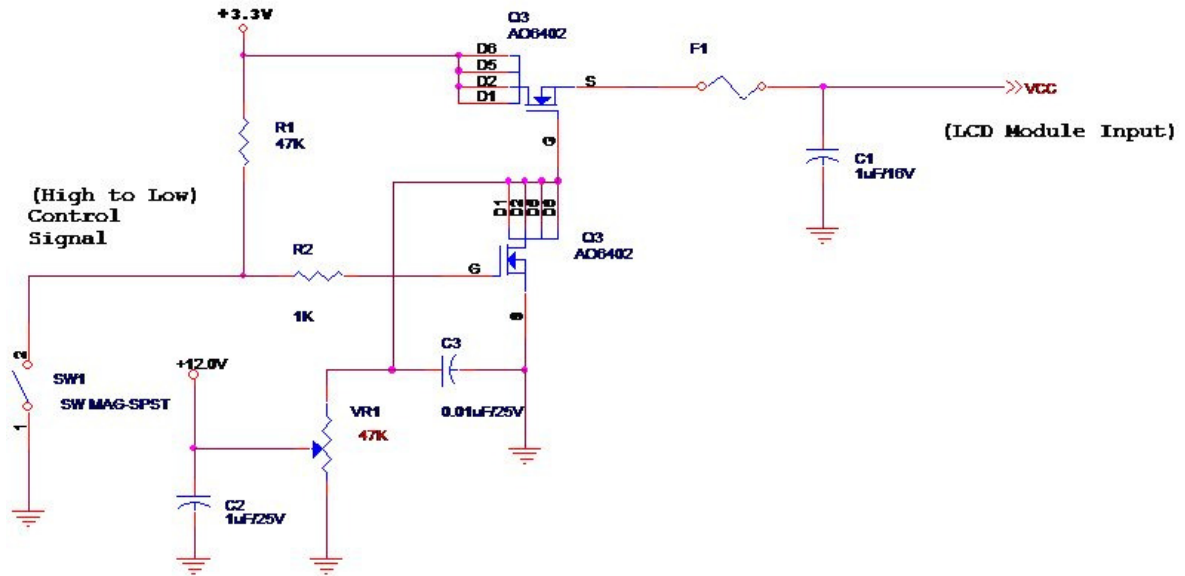 +3.3V
Q3
AO6402
F1
D6
D5
D2
D1
S
VCC
(LCD Module Input)
R1
47K
G
C1
1uF/16V
(High to Low)
Control
Signal
D1
D2
Q3
AO6402
R2
G
1K
2
+12.0V
C3
SW1
SW MAG-SPST
VR1
47K
0.01uF/25V
1
C2
1uF/25V